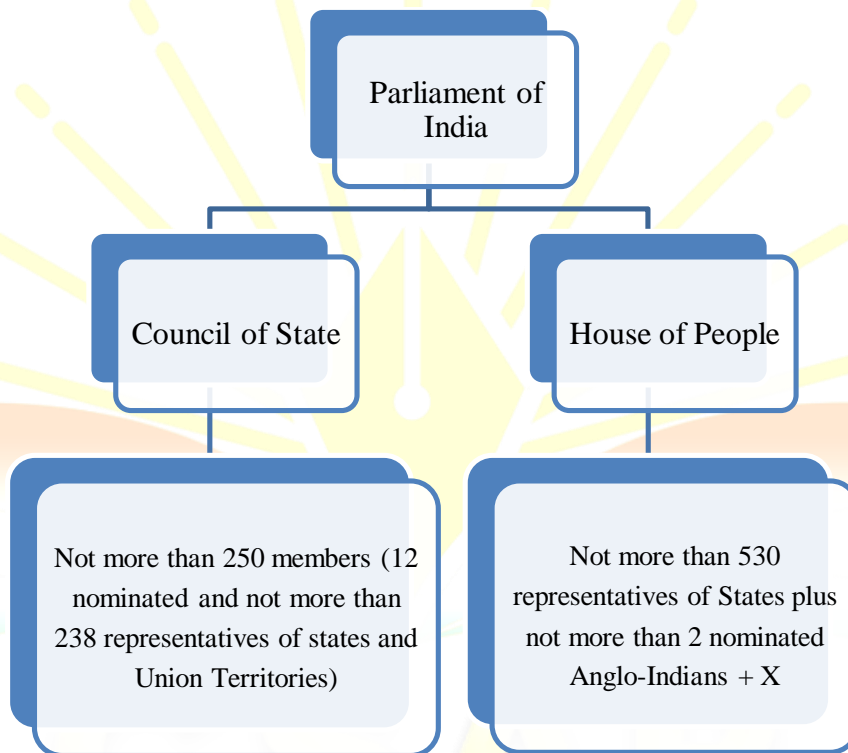 Parliament of
India
Council of State
House of People
Not more than 250 members (12
nominated and not more than
238 representatives of states and
Union Territories)
Not more than 530
representatives of States plus
not more than 2 nominated
Anglo-Indians + X